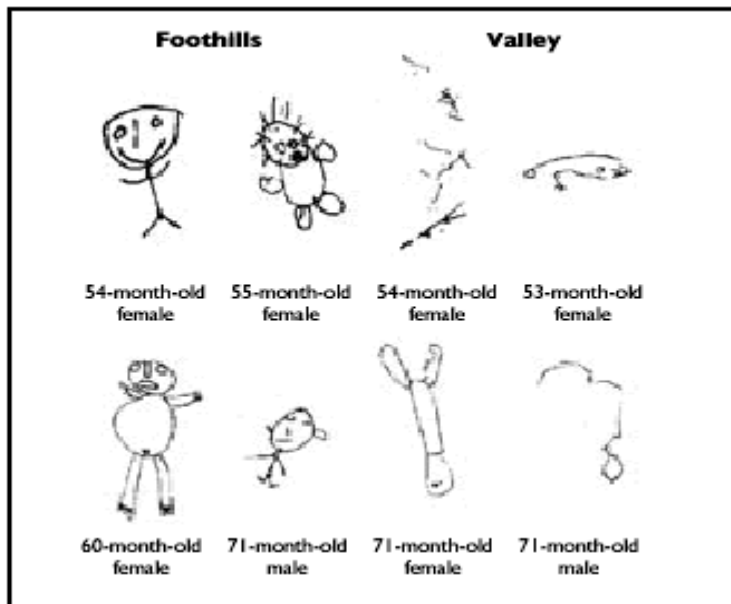 Foothills Valley
54-month-old 55-month-old 54-month-old 53-month-old
female female female female
60-month-old 71-month-old 71-month-old 71-month-old
female male female male